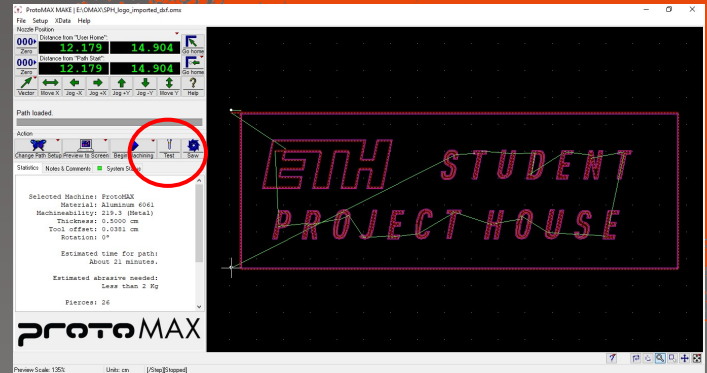 ProtoMAX MAKE | E:\OMAX\SPH_logo_imported_dxf.omx
File Setup XData Help
Nozzle Position
Distance from "User Home":
000 12.179 14.904
Zero Go home
Distance from "Path Start":
000 12.179 14.904
Zero Go home
Vector Move X Jog -X Jog +X Jog +Y Jog -Y Move Y Help
Path loaded:
Action
Change Path Setup Preview to Screen Begin Machining Test Saw
Statistics Notes & Comments System Status
Selected Machine: ProtoMAX
Material: Aluminum 6061
Machineability: 219.3 (Metal)
Thickness: 0.5000 cm
Tool offset: 0.0381 cm
Rotation: 0°
Estimated time for path:
About 21 minutes.
Estimated abrasive needed:
Less than 2 Kg
Pierces: 26
protoMAX
ETH STUDENT
PROJECT HOUSE
Preview Scale: 135% Units: cm [/Step][Stopped]